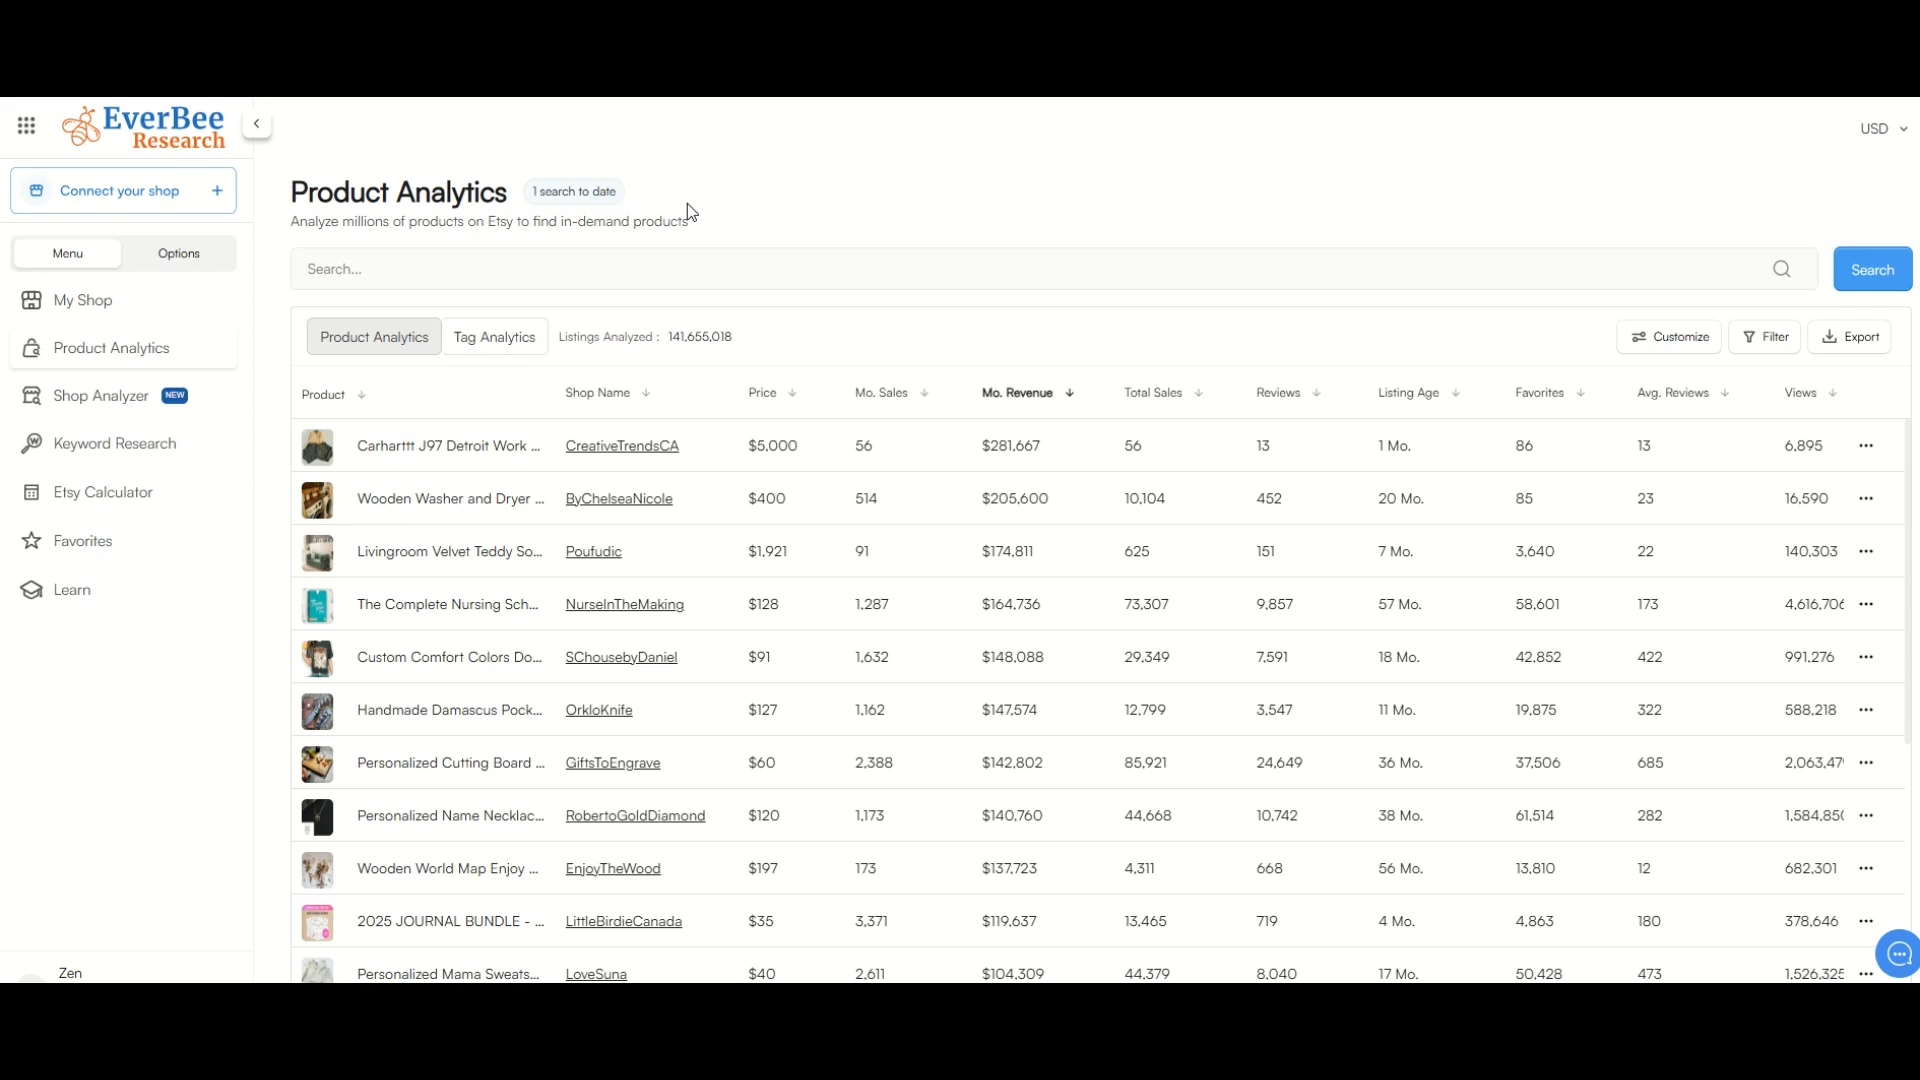 EverBee
Research
USD
Connect your shop +
Product Analytics 1 search to date
Analyze millions of products on Etsy to find in-demand products
Menu Options
Search... Search
My Shop
Product Analytics Tag Analytics Listings Analyzed : 141,655,018 Customize Filter Export
Product Analytics
Shop Analyzer NEW
Keyword Research
Etsy Calculator
Favorites
Learn
Zen
Product Shop Name Price Mo. Sales Mo. Revenue Total Sales Reviews Listing Age Favorites Avg. Reviews Views
Carharttt J97 Detroit Work ... CreativeTrendsCA $5,000 56 $281,667 56 13 1 Mo. 86 13 6,895
Wooden Washer and Dryer ... ByChelseaNicole $400 514 $205,600 10,104 452 20 Mo. 85 23 16,590
Livingroom Velvet Teddy So... Poufudic $1,921 91 $174,811 625 151 7 Mo. 3,640 22 140,303
The Complete Nursing Sch... NurseInTheMaking $128 1,287 $164,736 73,307 9,857 57 Mo. 58,601 173
Custom Comfort Colors Do... SChousebyDaniel $91 1,632 $148,088 29,349 7,591 18 Mo. 42,852 422 991,276
Handmade Damascus Pock... OrkloKnife $127 1,162 $147,574 12,799 3,547 11 Mo. 19,875 322 588,218
Personalized Cutting Board ... GiftsToEngrave $60 2,388 $142,802 85,921 24,649 36 Mo. 37,506 685
Personalized Name Necklac... RobertoGoldDiamond $120 1,173 $140,760 44,668 10,742 38 Mo. 61,514 282
Wooden World Map Enjoy ... EnjoyTheWood $197 173 $137,723 4,311 668 56 Mo. 13,810 12 682,301
2025 JOURNAL BUNDLE - ... LittleBirdieCanada $35 3,371 $119,637 13,465 719 4 Mo. 4,863 180 378,646
Personalized Mama Sweats... LoveSuna $40 2,611 $104,309 44,379 8,040 17 Mo. 50,428 473 1,526,325